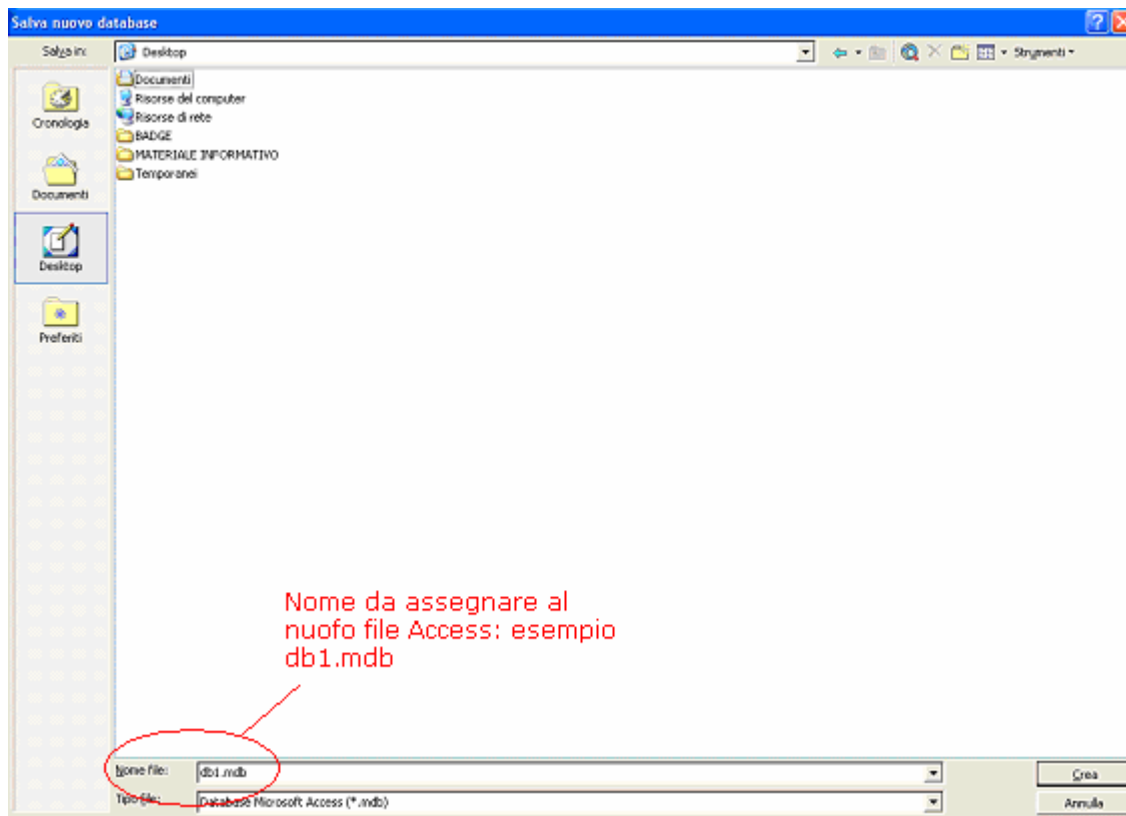 Salva nuovo database
Salva in:
Desktop
Strumenti
Documenti
Risorse del computer
Risorse di rete
BADGE
MATERIALE INFORMATIVO
Temporanei
Cronologia
Documenti
Desktop
Preferiti
Nome da assegnare al
nuofo file Access: esempio
db1.mdb
Nome file:
db1.mdb
Crea
Tipo file:
Database Microsoft Access (*.mdb)
Annulla